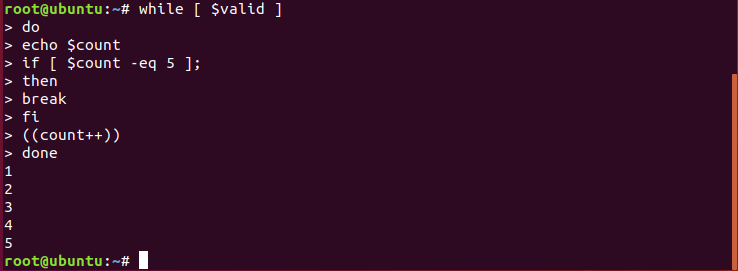 root@ubuntu:~# while [ $valid ]
> do
> echo $count
> if [ $count -eq 5 ];
> then
> break
> fi
> ((count++))
> done
1
2
3
4
5
root@ubuntu:~#